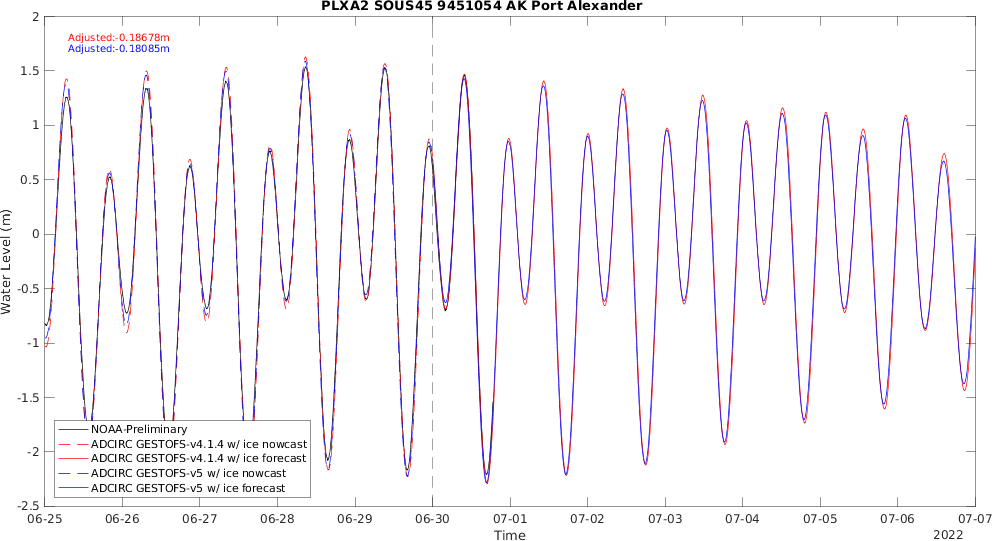 PLXA2 SOUS45 9451054 AK Port Alexander
Adjusted:-0.18678m
Adjusted:-0.18085m
Water Level (m)
2
1.5
1
0.5
0
-0.5
-1
-1.5
-2
-2.5
NOAA-Preliminary
ADCIRC GESTOFS-v4.1.4 w/ ice nowcast
ADCIRC GESTOFS-v4.1.4 w/ ice forecast
ADCIRC GESTOFS-v5 w/ ice nowcast
ADCIRC GESTOFS-v5 w/ ice forecast
06-25 06-26 06-27 06-28 06-29 06-30 07-01 07-02 07-03 07-04 07-05 07-06 07-07
Time
2022